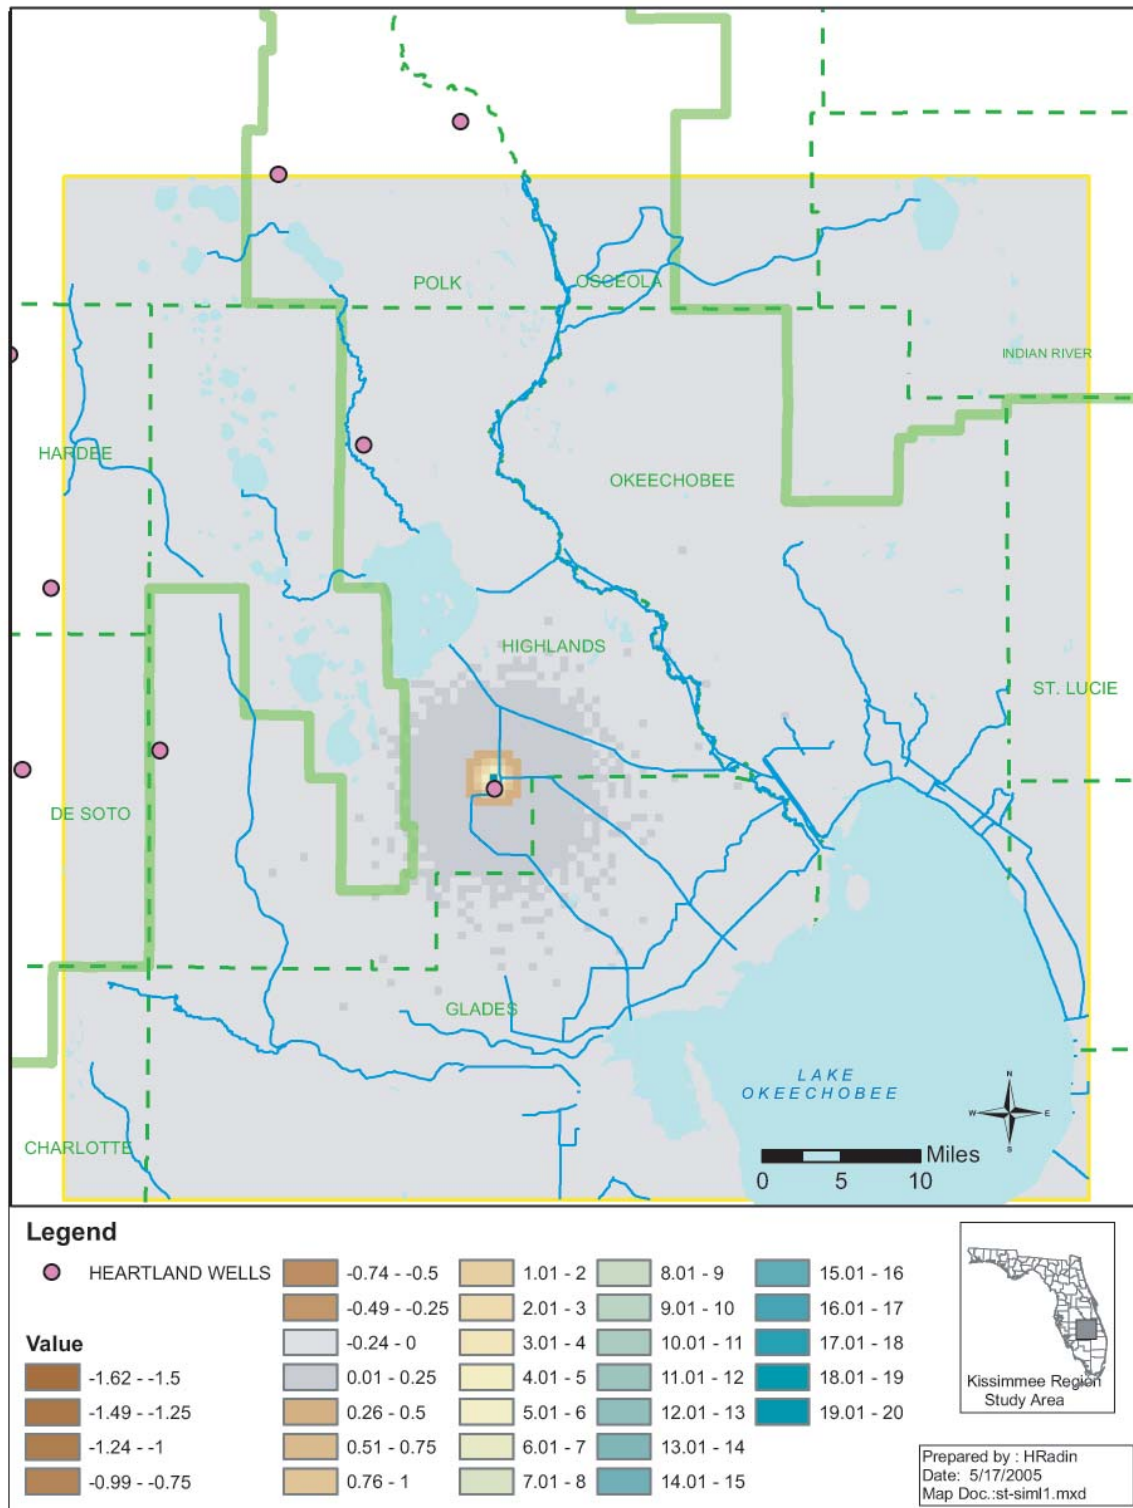 POLK
OSCEOLA
INDIAN RIVER
HARDEE
OKEECHOBEE
HIGHLANDS
ST. LUCIE
DE SOTO
GLADES
LAKE
OKEECHOBEE
N
W
E
S
CHARLOTTE
Miles
0
5
10
Legend
HEARTLAND WELLS
Value
-1.62 - -1.5
-1.49 - -1.25
-1.24 - -1
-0.99 - -0.75
-0.74 - -0.5
-0.49 - -0.25
-0.24 - 0
0.01 - 0.25
0.26 - 0.5
0.51 - 0.75
0.76 - 1
1.01 - 2
2.01 - 3
3.01 - 4
4.01 - 5
5.01 - 6
6.01 - 7
7.01 - 8
8.01 - 9
9.01 - 10
10.01 - 11
11.01 - 12
12.01 - 13
13.01 - 14
14.01 - 15
15.01 - 16
16.01 - 17
17.01 - 18
18.01 - 19
19.01 - 20
Kissimmee Region
Study Area
Prepared by : HRadin
Date: 5/17/2005
Map Doc.:st-siml1.mxd